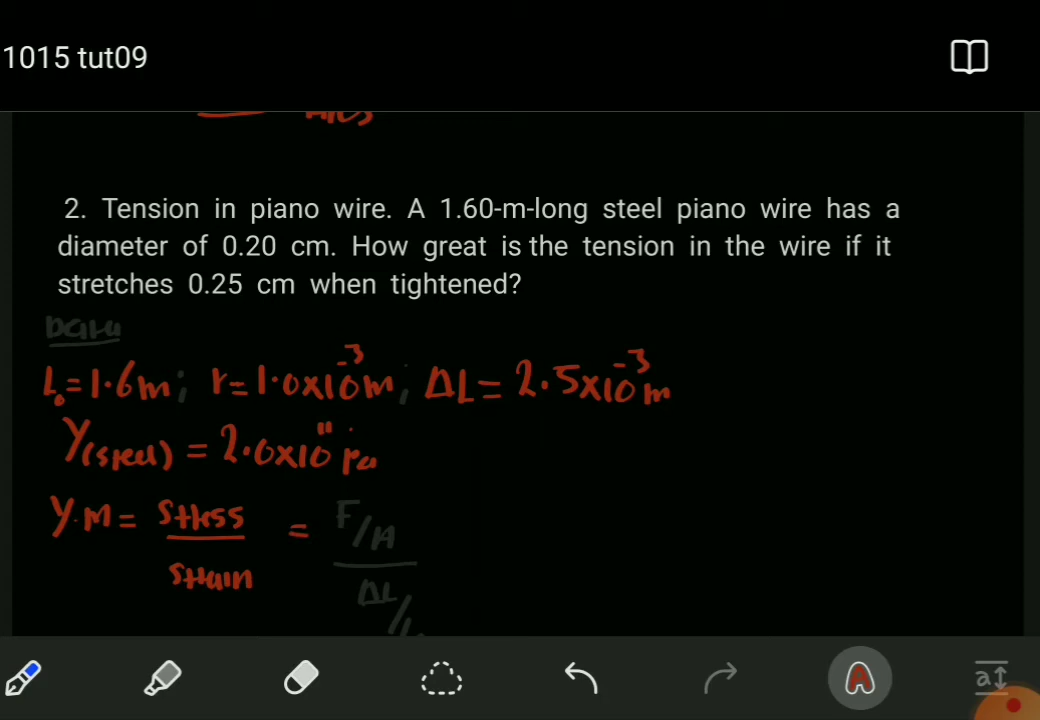 1015 tut09
2. Tension in piano wire. A 1.60-m-long steel piano wire has a
diameter of 0.20 cm. How great is the tension in the wire if it
stretches 0.25 cm when tightened?
Data
L₀=1.6m; r=1.0x10⁻³m; ΔL=2.5x10⁻³m
Y(steel) = 2.0x10¹¹ pa
Y.M = Stress/Strain = F/A / ΔL/L